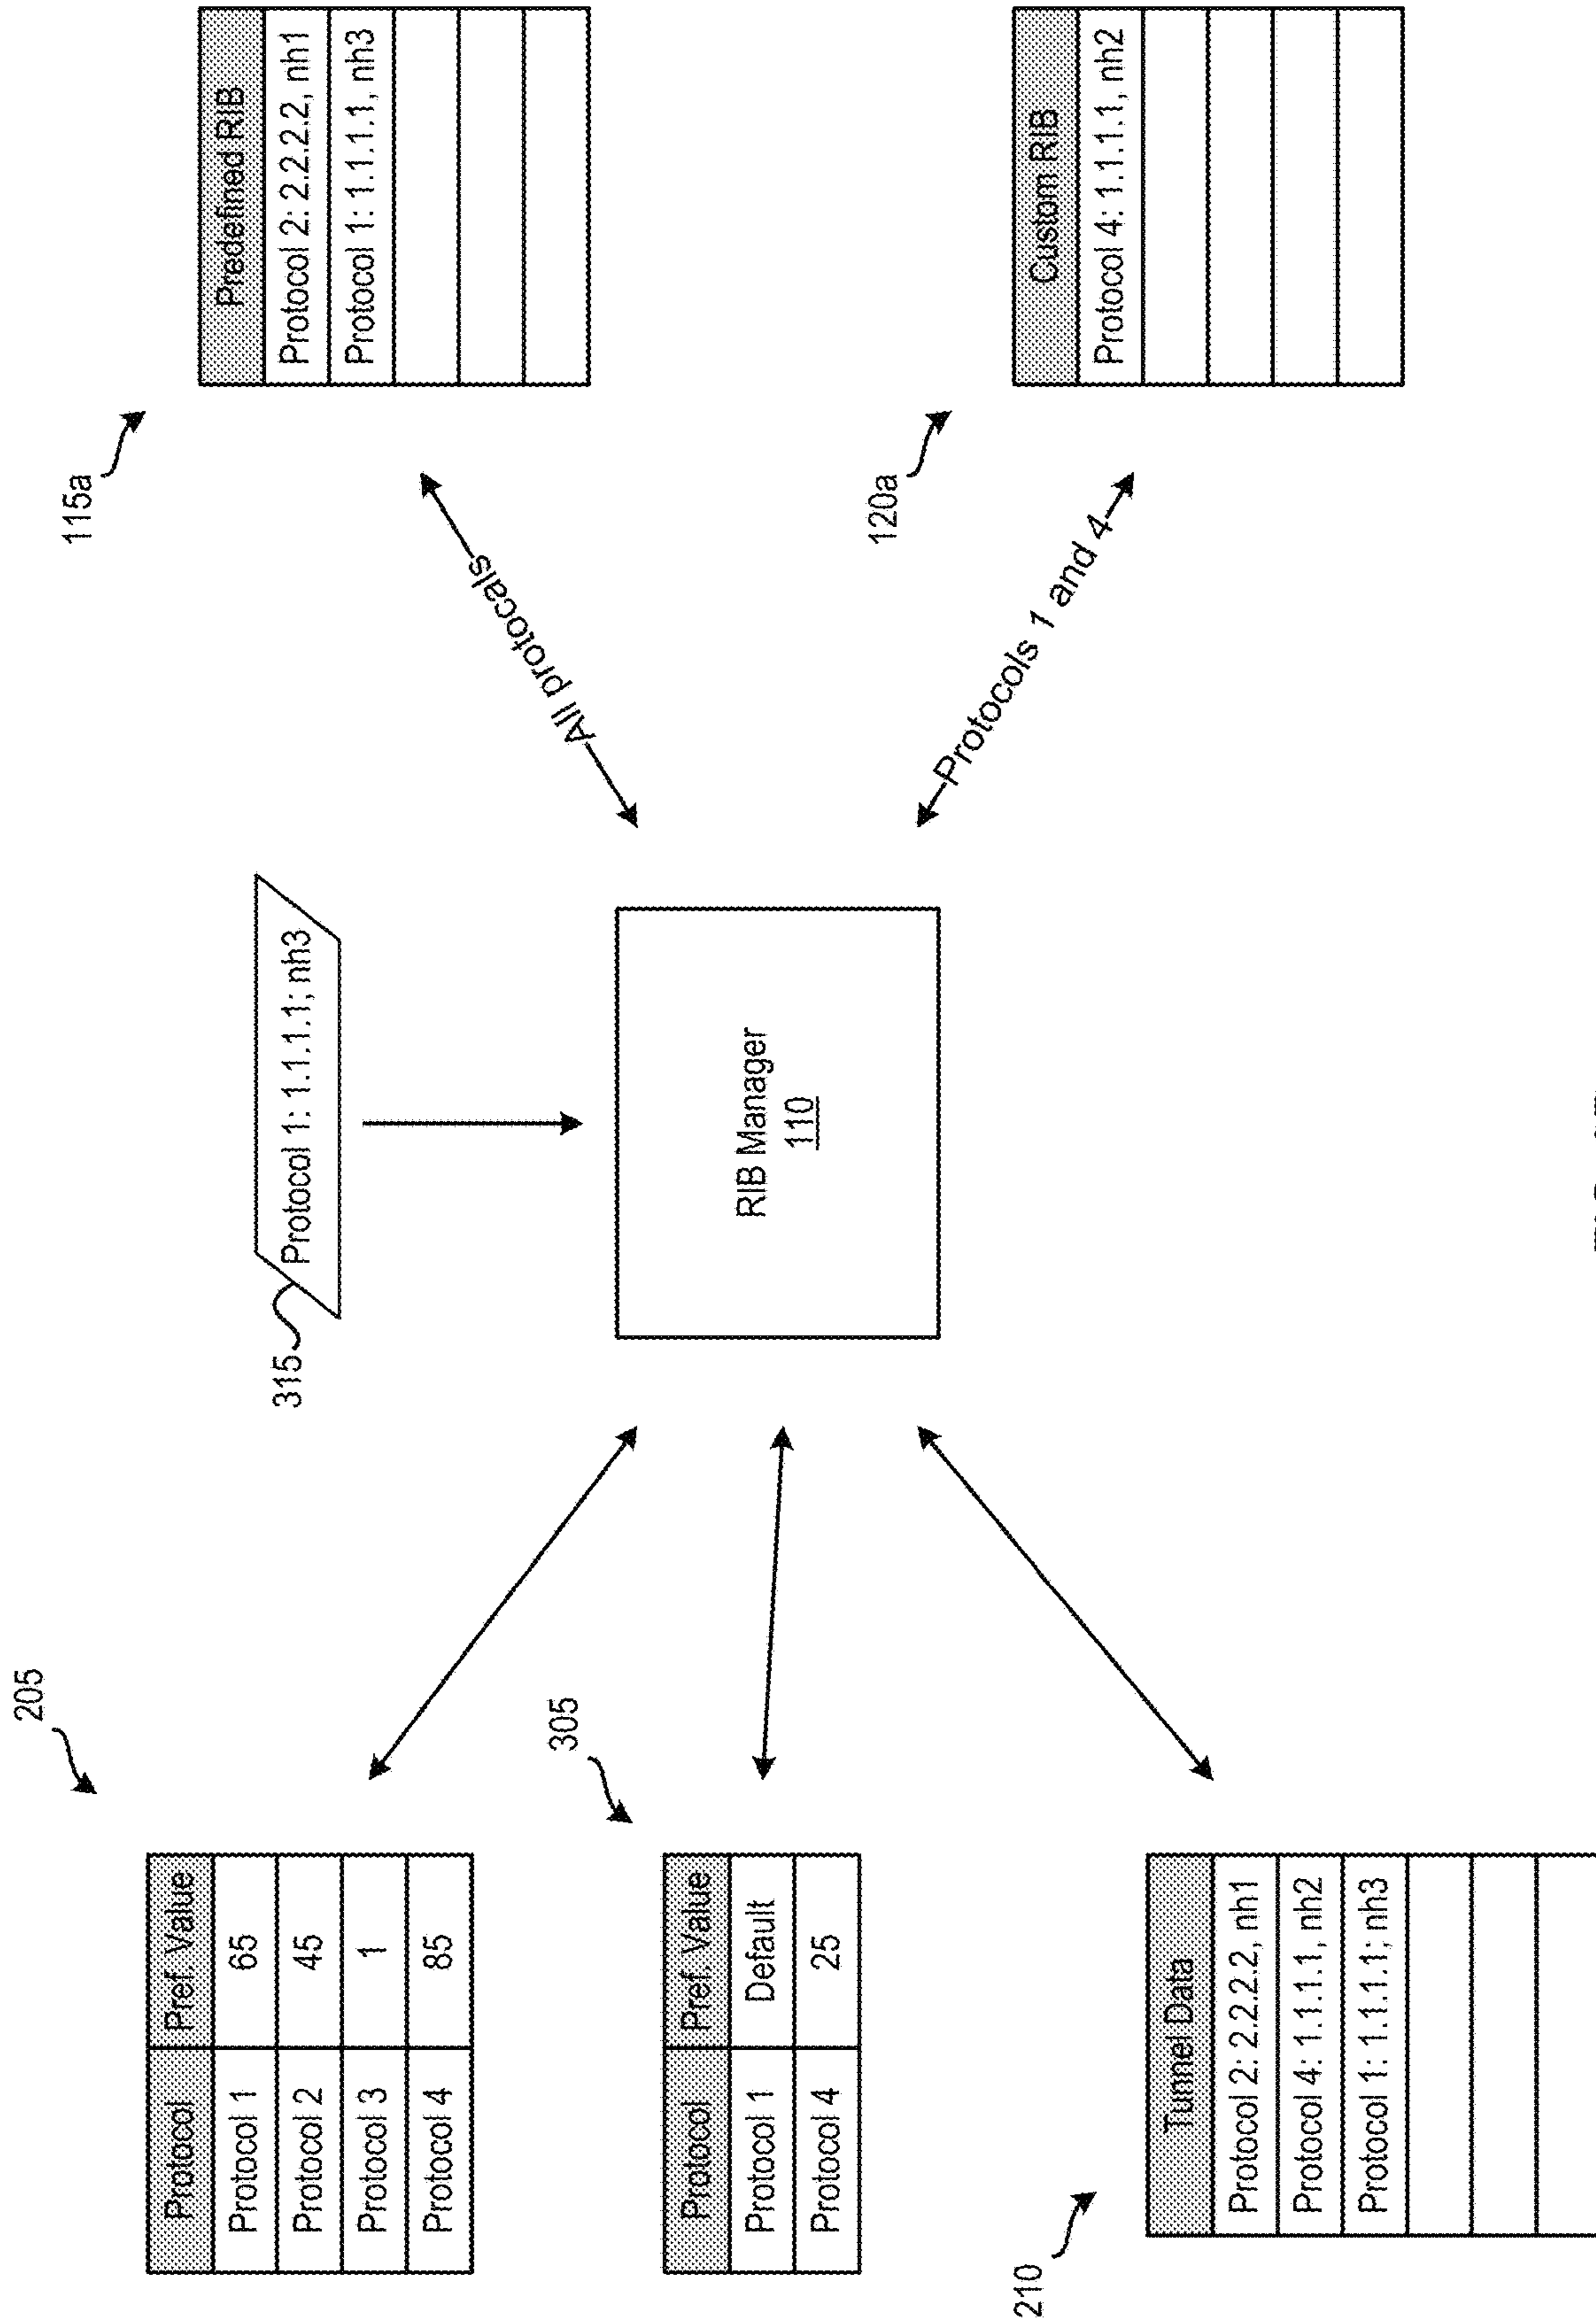 205
Protocol Pref. Value
Protocol 1 65
Protocol 2 45
Protocol 3 1
Protocol 4 85
305
Protocol Pref. Value
Protocol 1 Default
Protocol 4 25
210
Tunnel Data
Protocol 2: 2.2.2.2, nh1
Protocol 4: 1.1.1.1, nh2
Protocol 1: 1.1.1.1; nh3
315
Protocol 1: 1.1.1.1; nh3
RIB Manager
110
All protocals
Protocols 1 and 4
115a
Predefined RIB
Protocol 2: 2.2.2.2, nh1
Protocol 1: 1.1.1.1, nh3
120a
Custom RIB
Protocol 4: 1.1.1.1, nh2